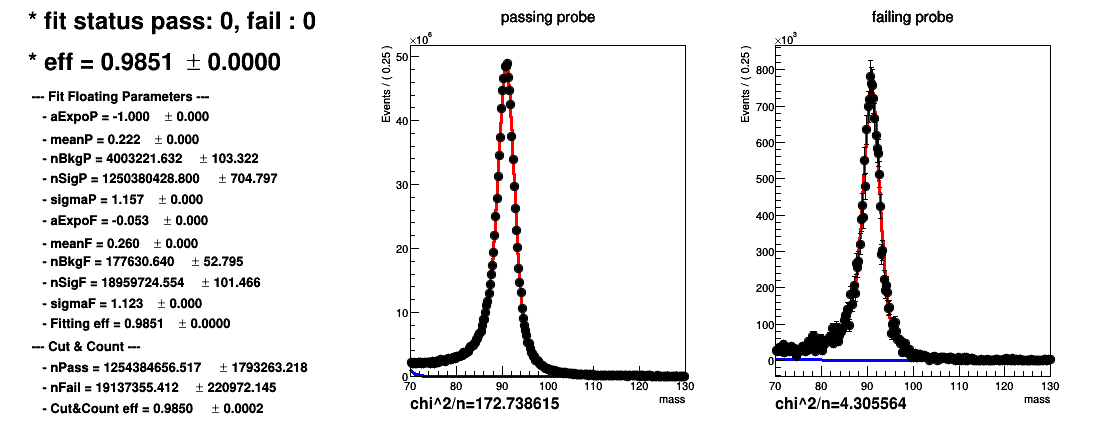 * fit status pass: 0, fail : 0
* eff = 0.9851 ± 0.0000
--- Fit Floating Parameters ---
- aExpoP = -1.000 ± 0.000
- meanP = 0.222 ± 0.000
- nBkgP = 4003221.632 ± 103.322
- nSigP = 1250380428.800 ± 704.797
- sigmaP = 1.157 ± 0.000
- aExpoF = -0.053 ± 0.000
- meanF = 0.260 ± 0.000
- nBkgF = 177630.640 ± 52.795
- nSigF = 18959724.554 ± 101.466
- sigmaF = 1.123 ± 0.000
- Fitting eff = 0.9851 ± 0.0000
--- Cut & Count ---
- nPass = 1254384656.517 ± 1793263.218
- nFail = 19137355.412 ± 220972.145
- Cut&Count eff = 0.9850 ± 0.0002
passing probe
×10⁶
Events / ( 0.25 )
50
40
30
20
10
0
70 80 90 100 110 120 130
mass
chi^2/n=172.738615
failing probe
×10³
Events / ( 0.25 )
800
700
600
500
400
300
200
100
0
70 80 90 100 110 120 130
mass
chi^2/n=4.305564